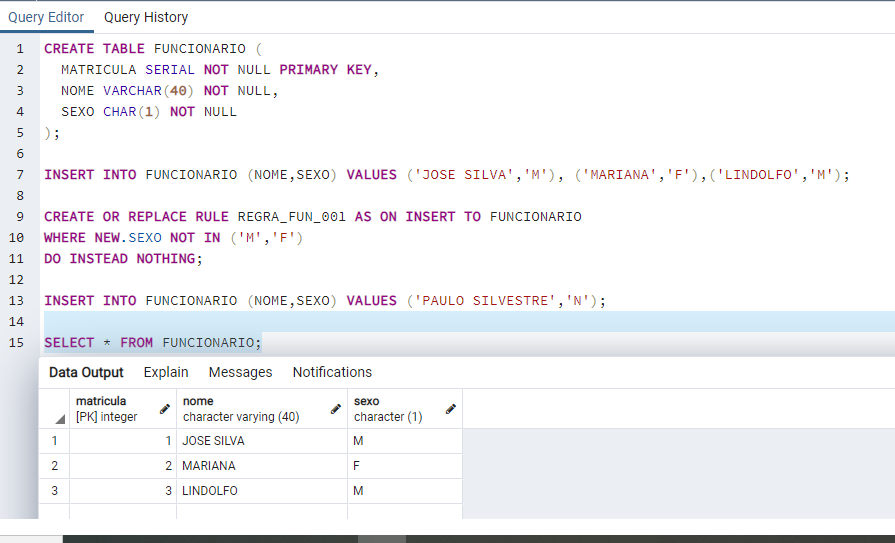 Query Editor Query History
1 CREATE TABLE FUNCIONARIO (
2 MATRICULA SERIAL NOT NULL PRIMARY KEY,
3 NOME VARCHAR(40) NOT NULL,
4 SEXO CHAR(1) NOT NULL
5 );
6
7 INSERT INTO FUNCIONARIO (NOME,SEXO) VALUES ('JOSE SILVA','M'), ('MARIANA','F'),('LINDOLFO','M');
8
9 CREATE OR REPLACE RULE REGRA_FUN_001 AS ON INSERT TO FUNCIONARIO
10 WHERE NEW.SEXO NOT IN ('M','F')
11 DO INSTEAD NOTHING;
12
13 INSERT INTO FUNCIONARIO (NOME,SEXO) VALUES ('PAULO SILVESTRE','N');
14
15 SELECT * FROM FUNCIONARIO;
Data Output Explain Messages Notifications
matricula nome sexo
[PK] integer character varying (40) character (1)
1 1 JOSE SILVA M
2 2 MARIANA F
3 3 LINDOLFO M